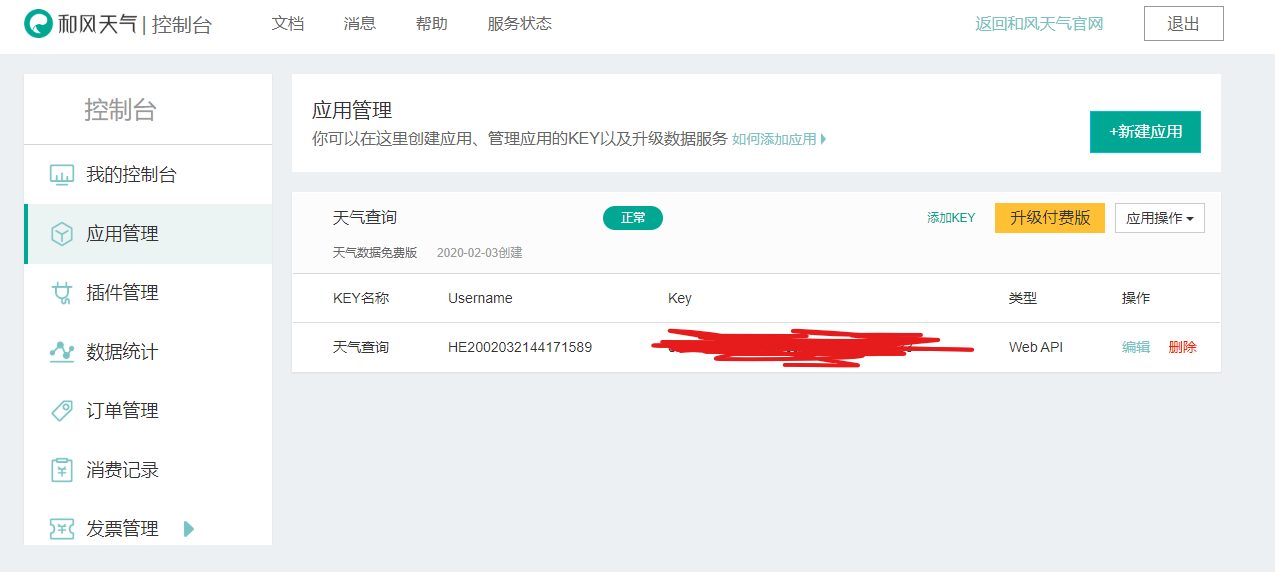 和风天气 | 控制台 文档 消息 帮助 服务状态 返回和风天气官网 退出
控制台
我的控制台
应用管理
插件管理
数据统计
订单管理
消费记录
发票管理
应用管理
你可以在这里创建应用、管理应用的KEY以及升级数据服务 如何添加应用
+新建应用
天气查询 正常 添加KEY 升级付费版 应用操作
天气数据免费版 2020-02-03创建
KEY名称 Username Key 类型 操作
天气查询 HE2002032144171589 Web API 编辑 删除